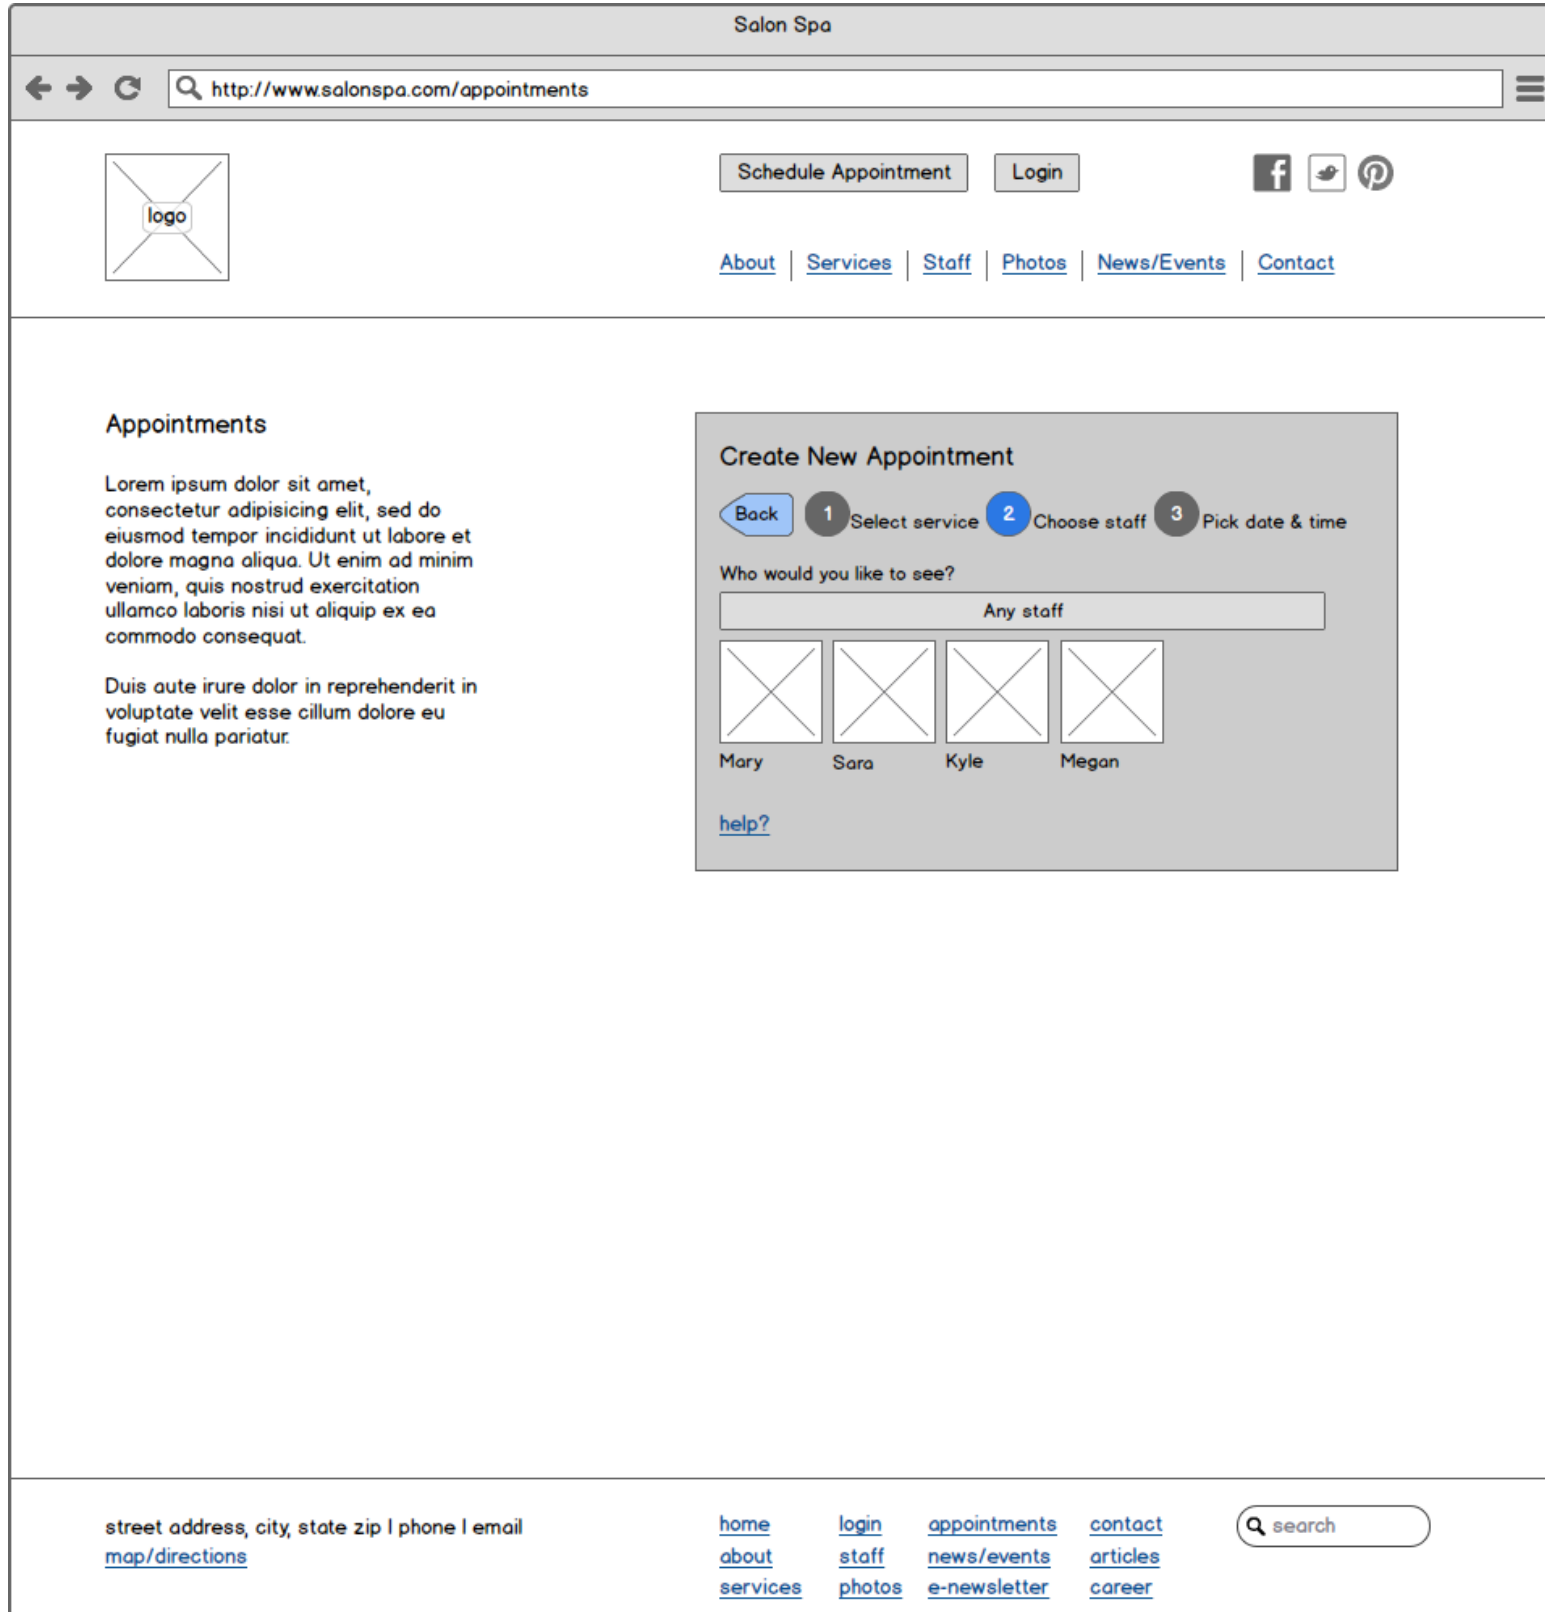 Salon Spa
http://www.salonspa.com/appointments
logo
Schedule Appointment
Login
About
Services
Staff
Photos
News/Events
Contact
Appointments
Lorem ipsum dolor sit amet,
consectetur adipisicing elit, sed do
eiusmod tempor incididunt ut labore et
dolore magna aliqua. Ut enim ad minim
veniam, quis nostrud exercitation
ullamco laboris nisi ut aliquip ex ea
commodo consequat.
Duis aute irure dolor in reprehenderit in
voluptate velit esse cillum dolore eu
fugiat nulla pariatur.
Create New Appointment
Back 1 Select service 2 Choose staff 3 Pick date & time
Who would you like to see?
Any staff
Mary Sara Kyle Megan
help?
street address, city, state zip | phone | email
map/directions
home login appointments contact
about staff news/events articles
services photos e-newsletter career
search